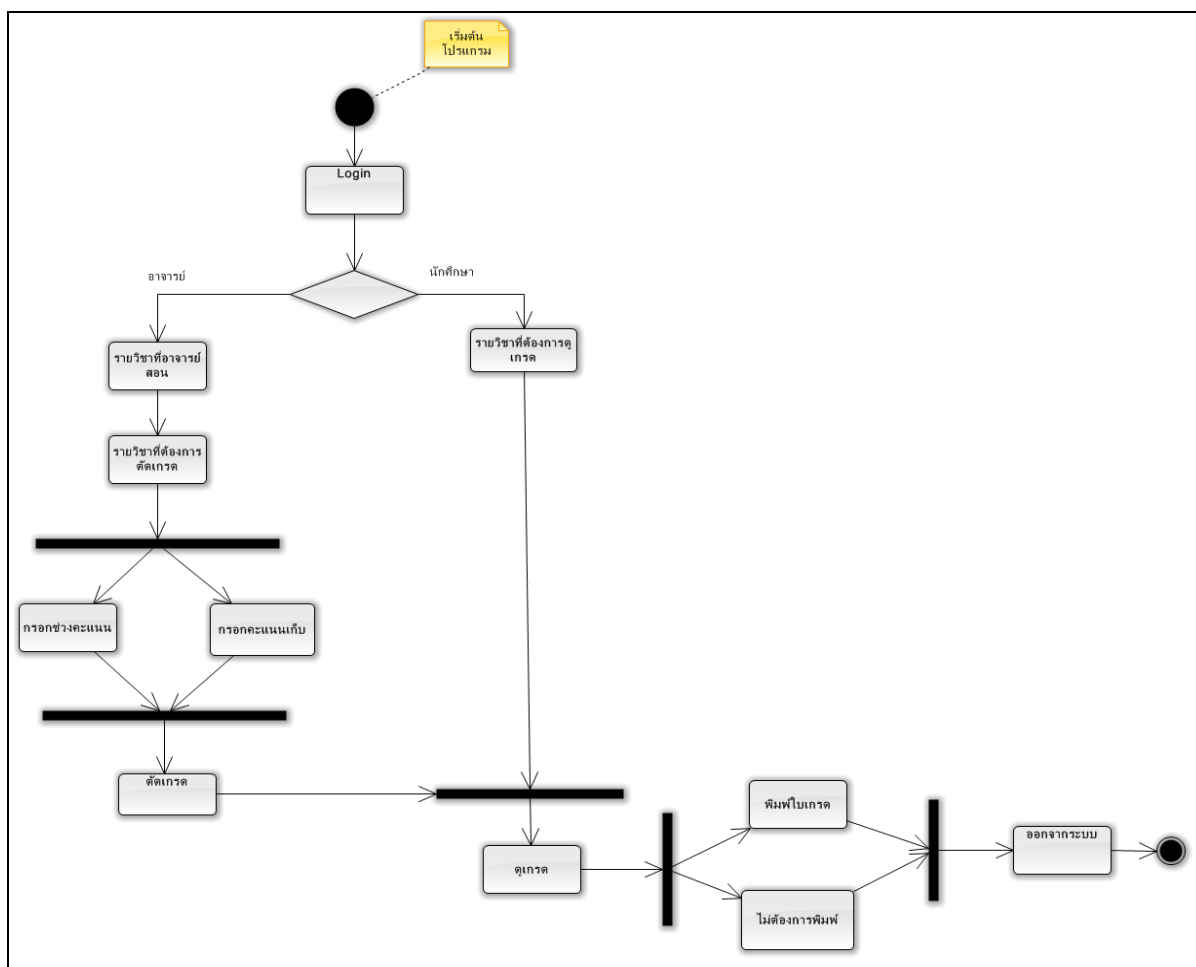 เริ่มต้น
โปรแกรม
Login
อาจารย์
นักศึกษา
รายวิชาที่อาจารย์
สอน
รายวิชาที่ต้องการดู
เกรด
รายวิชาที่ต้องการ
ตัดเกรด
กรอกช่วงคะแนน
กรอกคะแนนเก็บ
ตัดเกรด
ดูเกรด
พิมพ์ใบเกรด
ไม่ต้องการพิมพ์
ออกจากระบบ